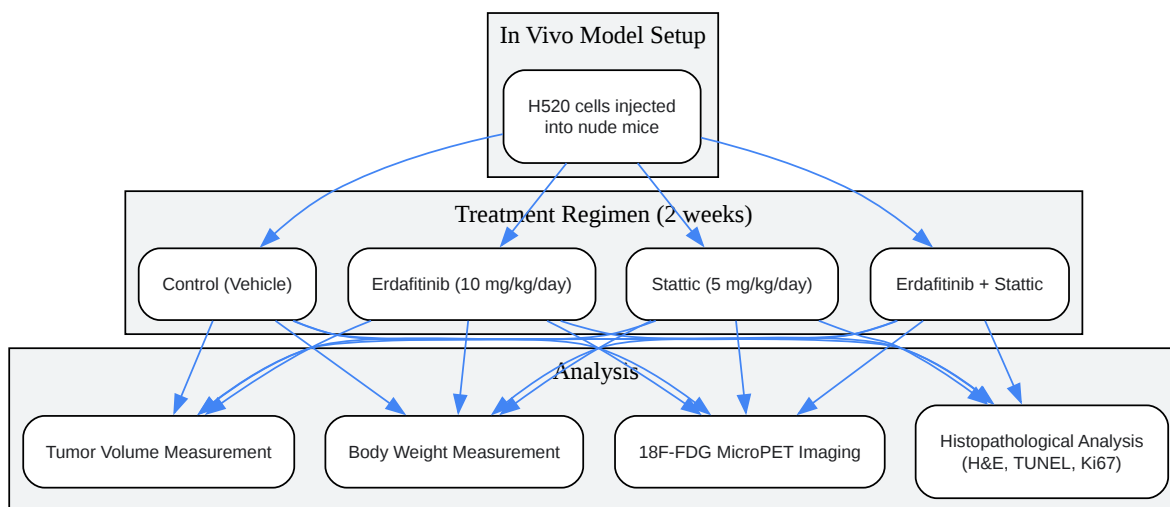 In Vivo Model Setup
H520 cells injected
into nude mice
Treatment Regimen (2 weeks)
Control (Vehicle)
Erdafitinib (10 mg/kg/day)
Stattic (5 mg/kg/day)
Erdafitinib + Stattic
Analysis
Tumor Volume Measurement
Body Weight Measurement
18F-FDG MicroPET Imaging
Histopathological Analysis
(H&E, TUNEL, Ki67)